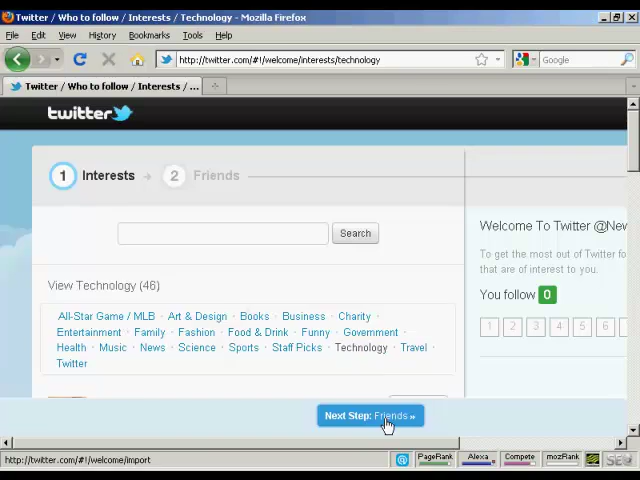 Twitter / Who to follow / Interests / Technology - Mozilla Firefox
File Edit View History Bookmarks Tools Help
http://twitter.com/#!/welcome/interests/technology
Google
Twitter / Who to follow / Interests / ...
twitter
1 Interests 2 Friends
Search
Welcome To Twitter @New
To get the most out of Twitter fo
that are of interest to you.
View Technology (46)
You follow 0
All-Star Game / MLB · Art & Design · Books · Business · Charity ·
Entertainment · Family · Fashion · Food & Drink · Funny · Government ·
Health · Music · News · Science · Sports · Staff Picks · Technology · Travel ·
Twitter
1 2 3 4 5 6
Next Step: Friends »
http://twitter.com/#!/welcome/import
@ PageRank Alexa Compete mozRank